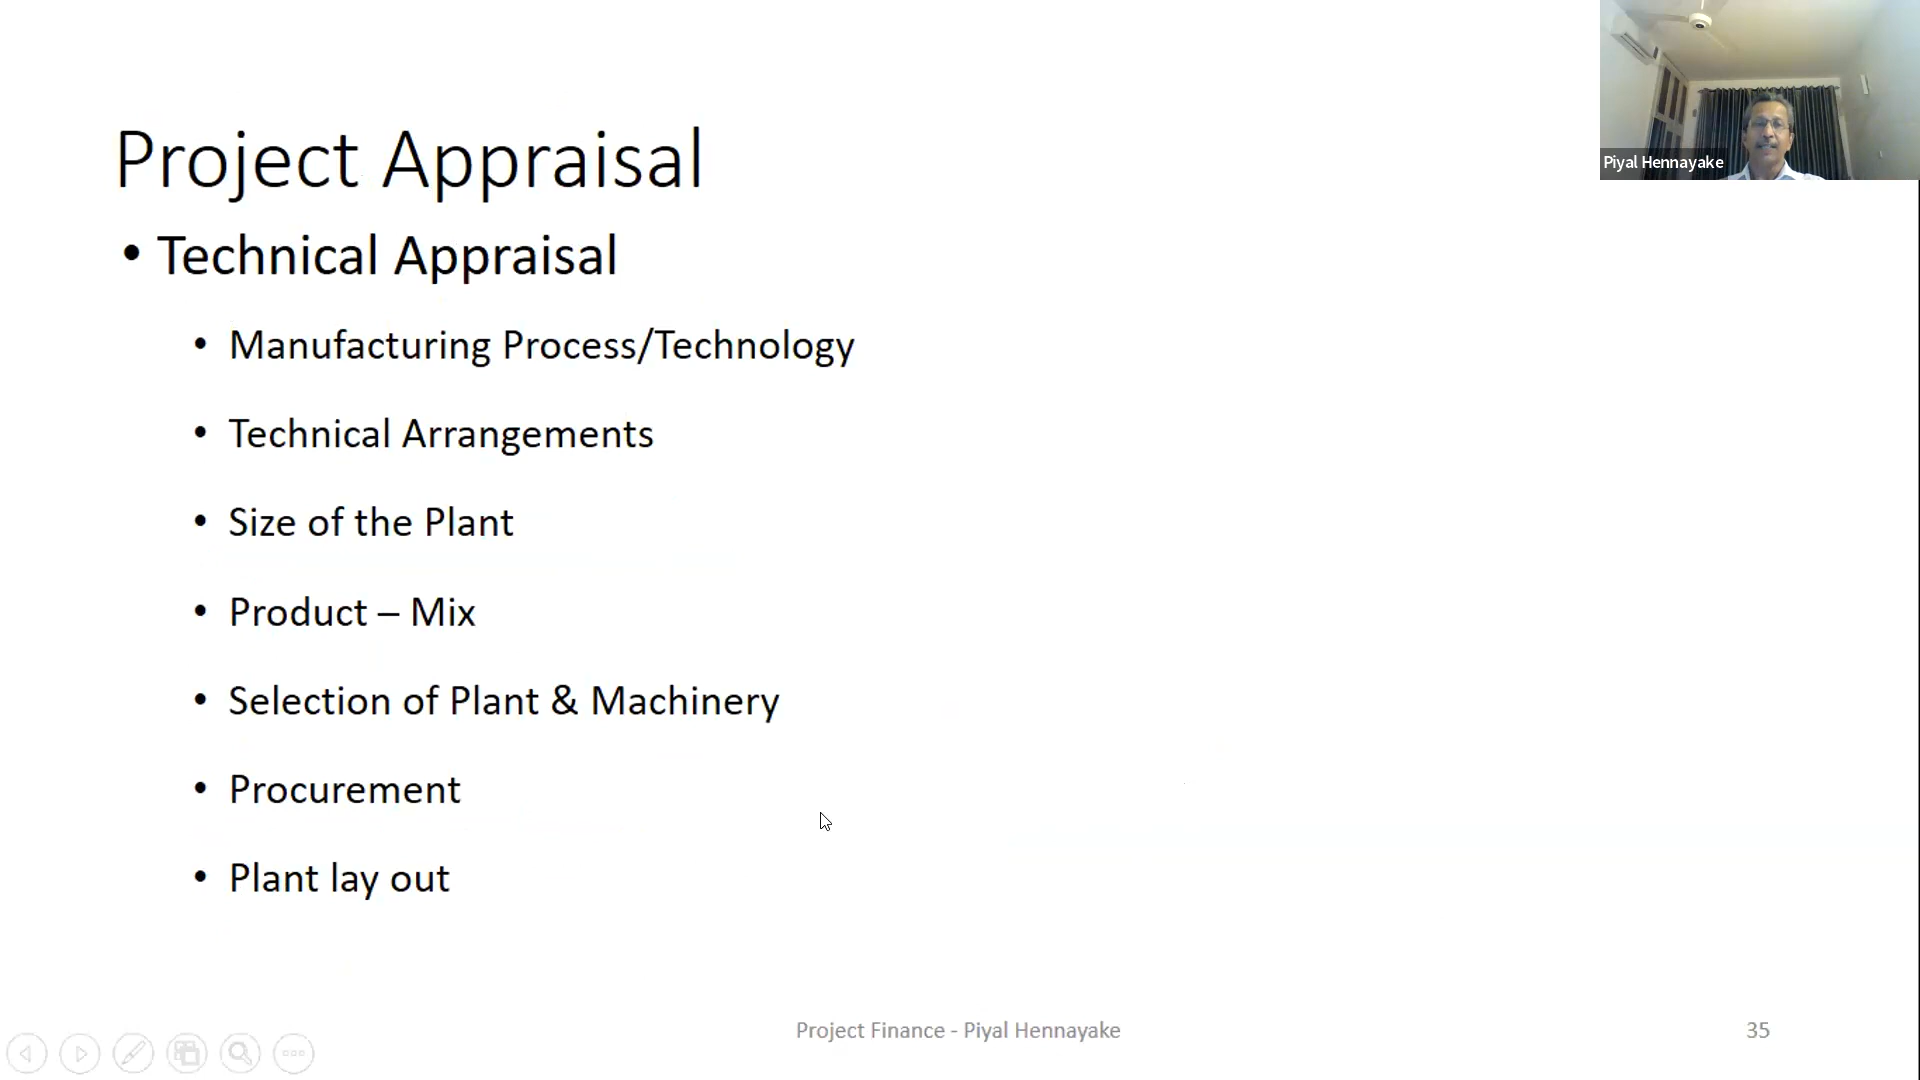 Project Appraisal
• Technical Appraisal
• Manufacturing Process/Technology
• Technical Arrangements
• Size of the Plant
• Product – Mix
• Selection of Plant & Machinery
• Procurement
• Plant lay out
Piyal Hennayake
Project Finance - Piyal Hennayake
35